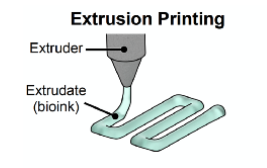 Extrusion Printing
Extruder
Extrudate
(bioink)